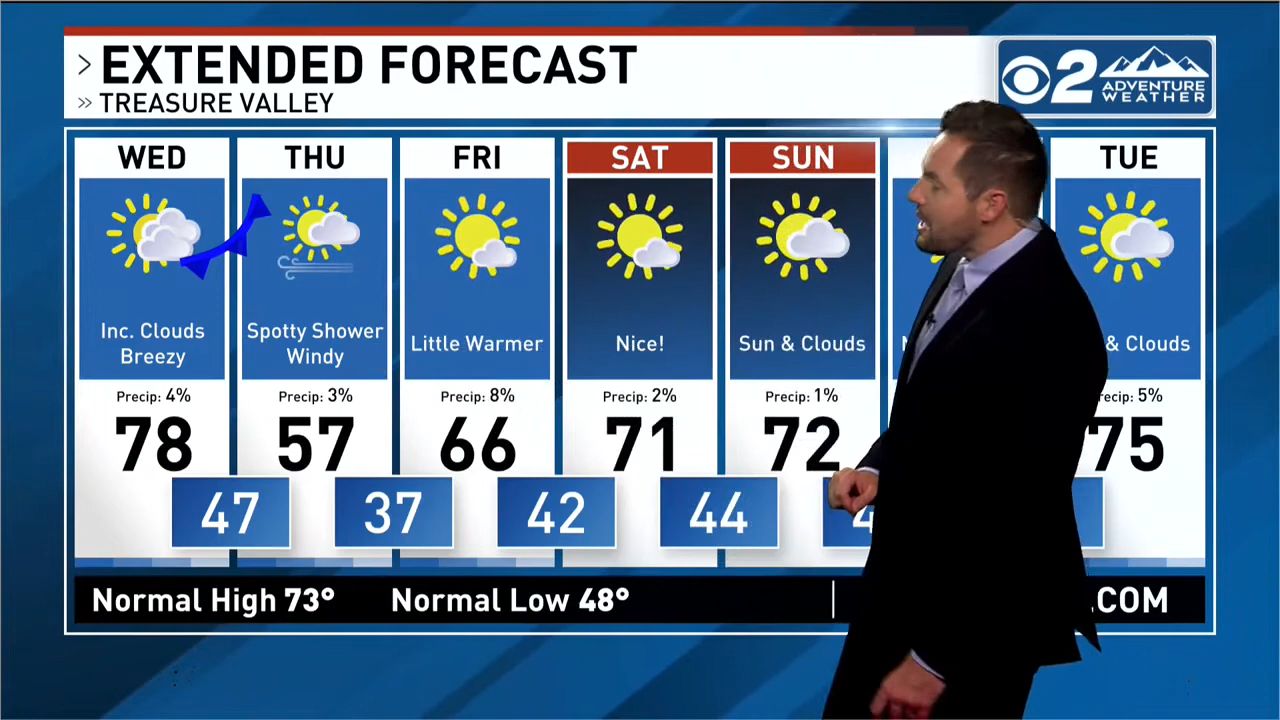 > EXTENDED FORECAST
» TREASURE VALLEY
2 ADVENTURE WEATHER
WED THU FRI SAT SUN TUE
Inc. Clouds Breezy
Spotty Shower Windy
Little Warmer
Nice!
Sun & Clouds
& Clouds
Precip: 4% Precip: 3% Precip: 8% Precip: 2% Precip: 1% ecip: 5%
78 57 66 71 72 75
47 37 42 44 4
Normal High 73° Normal Low 48° .COM